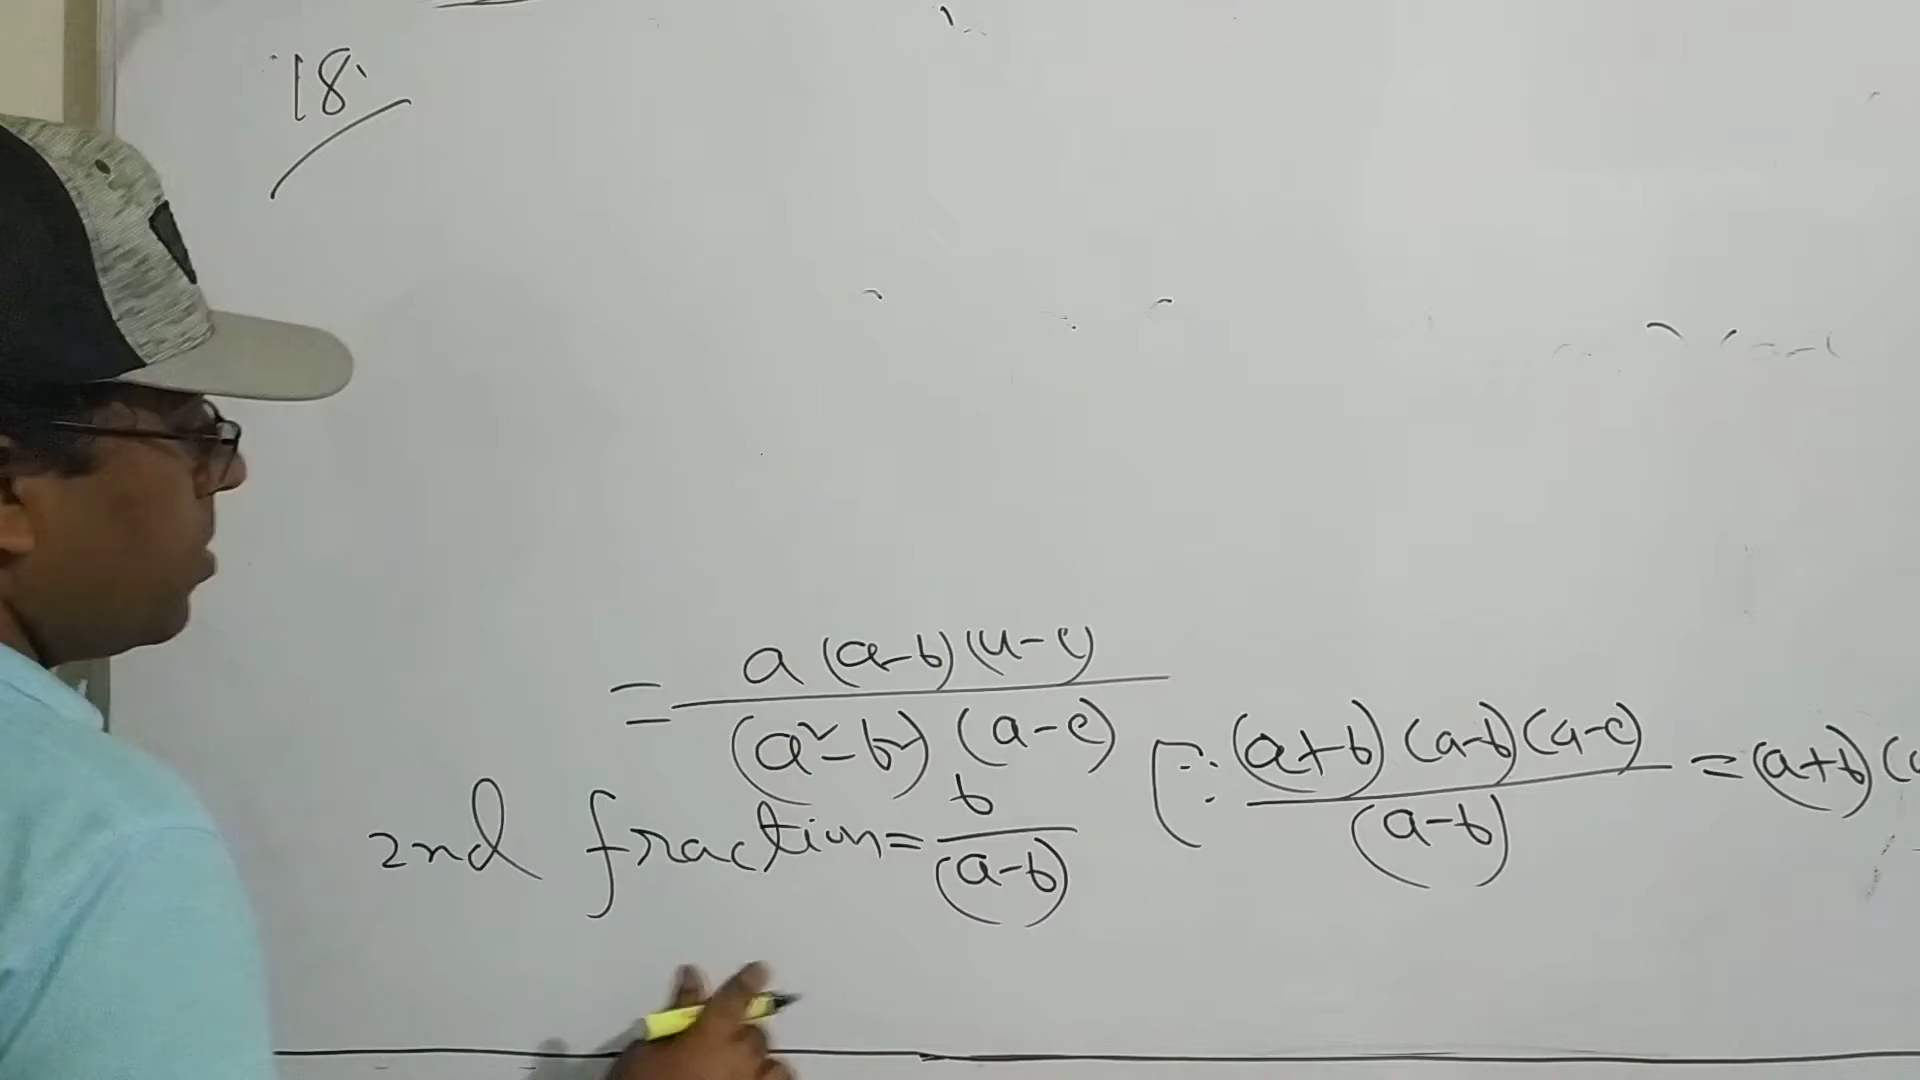 18
= a(a-b)(a-c) / (a²-b²)(a-c)
2nd fraction = b / (a-b) [∵ (a+b)(a-b)(a-c) / (a-b) = (a+b)(a